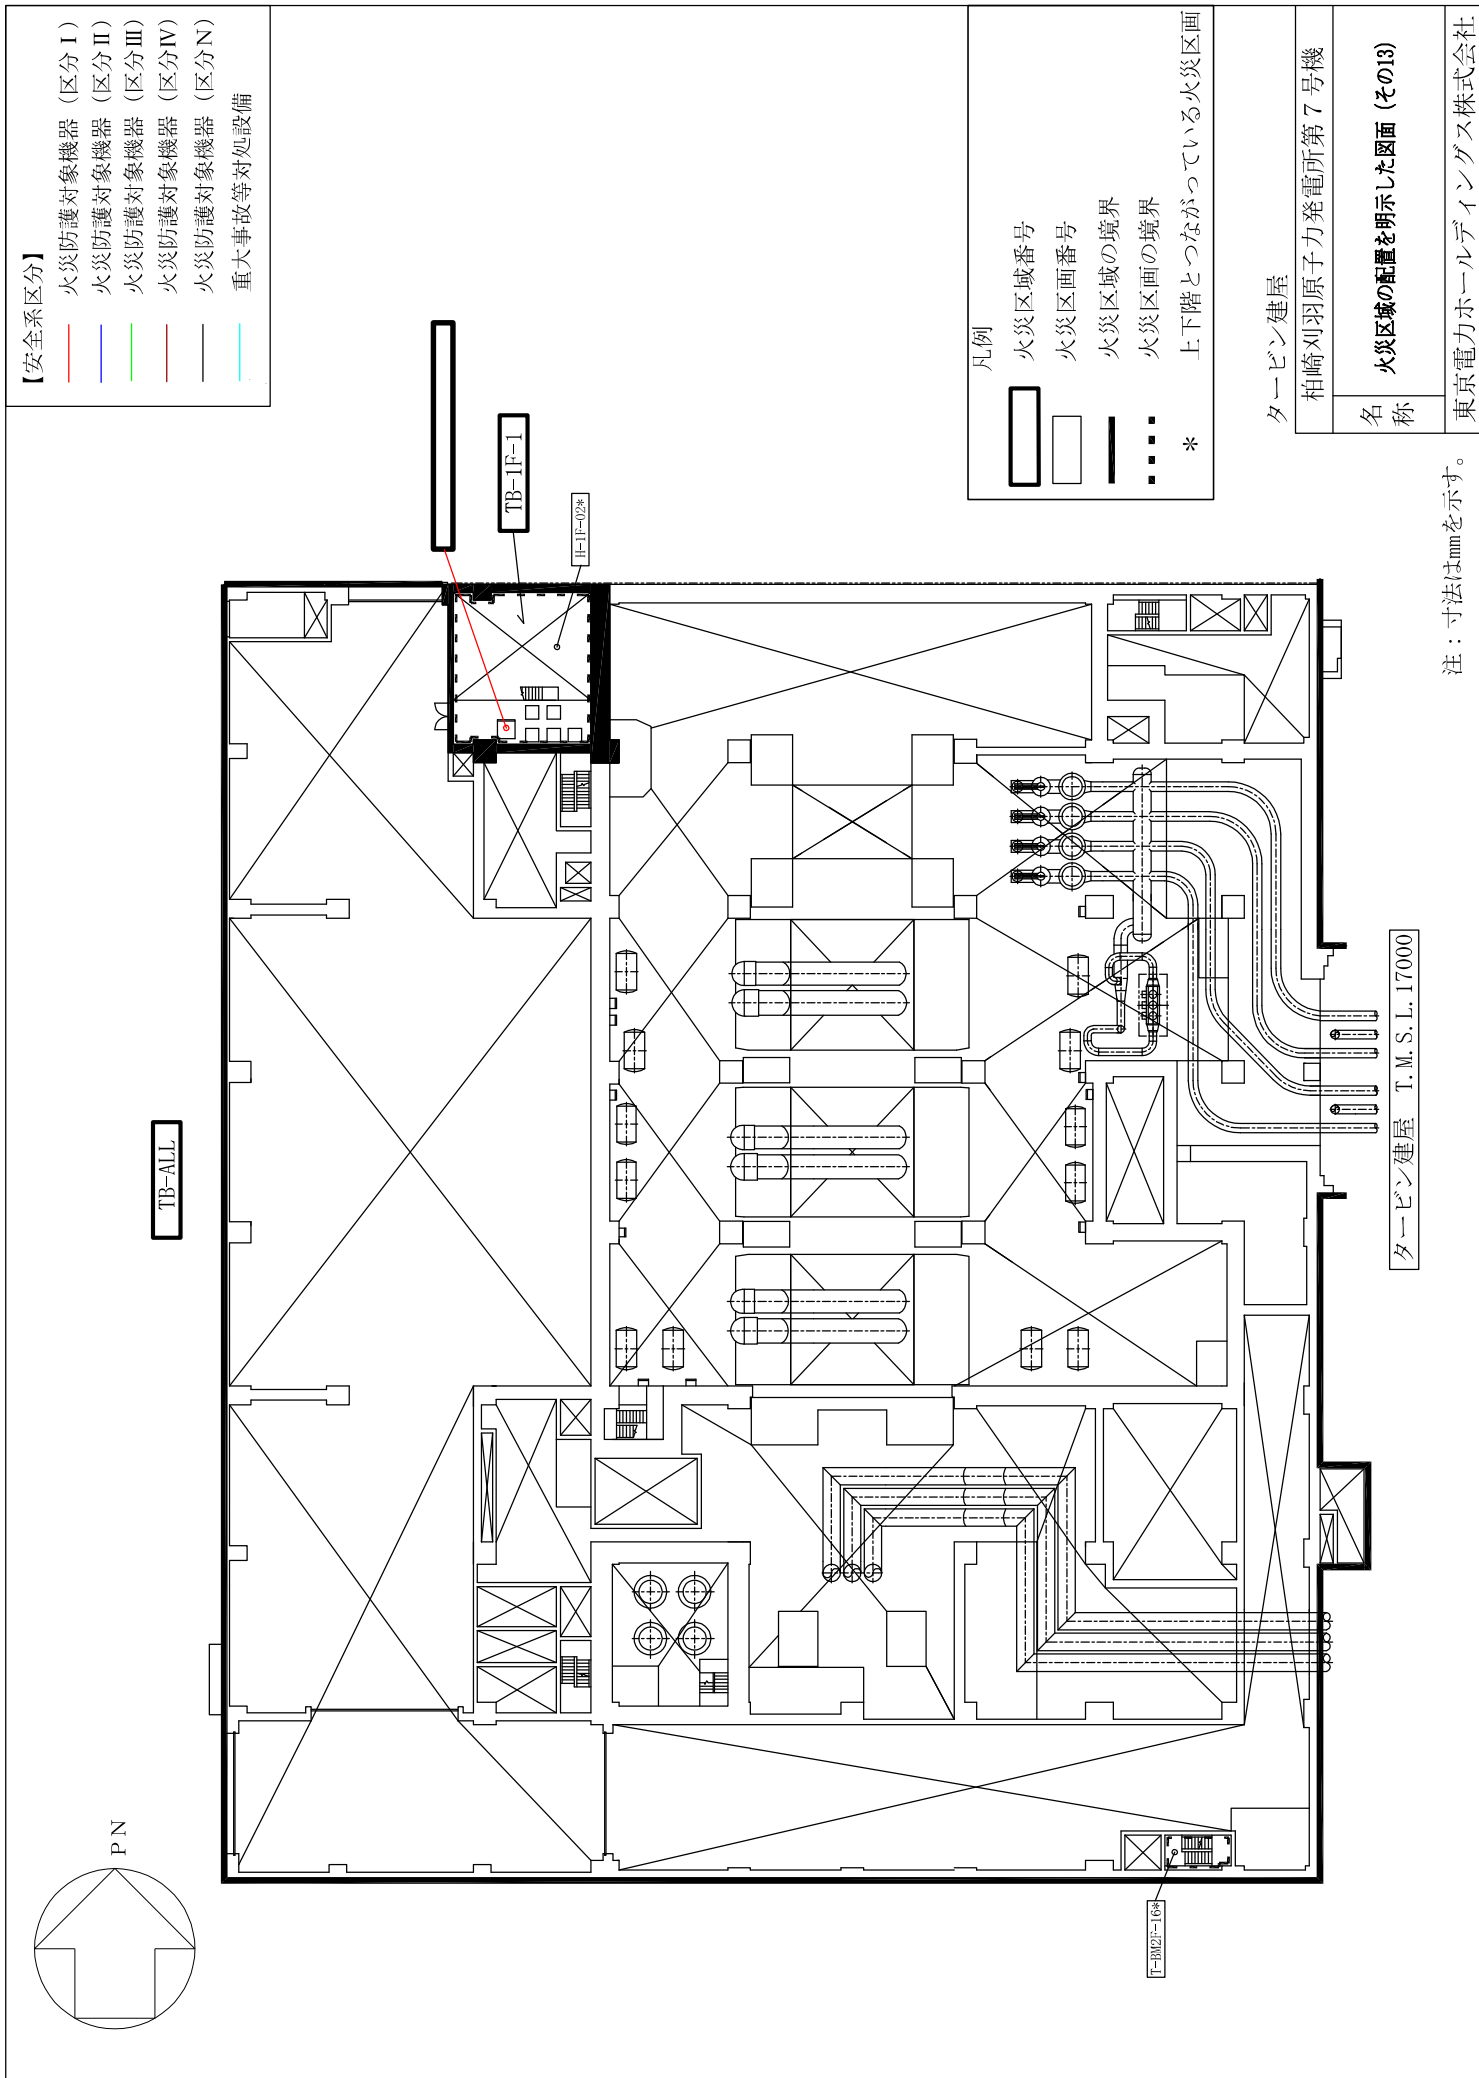 【安全系区分】
火災防護対象機器（区分Ⅰ）
火災防護対象機器（区分Ⅱ）
火災防護対象機器（区分Ⅲ）
火災防護対象機器（区分Ⅳ）
火災防護対象機器（区分N）
重大事故等対処設備
PN
TB-ALL
TB-1F-1
H-1F-02*
T-BM2F-16*
タービン建屋 T.M.S.L.17000
凡例
火災区域番号
火災区画番号
火災区域の境界
火災区画の境界
* 上下階とつながっている火災区画
タービン建屋
柏崎刈羽原子力発電所第７号機
名称
火災区域の配置を明示した図面（その13）
東京電力ホールディングス株式会社
注：寸法はmmを示す。